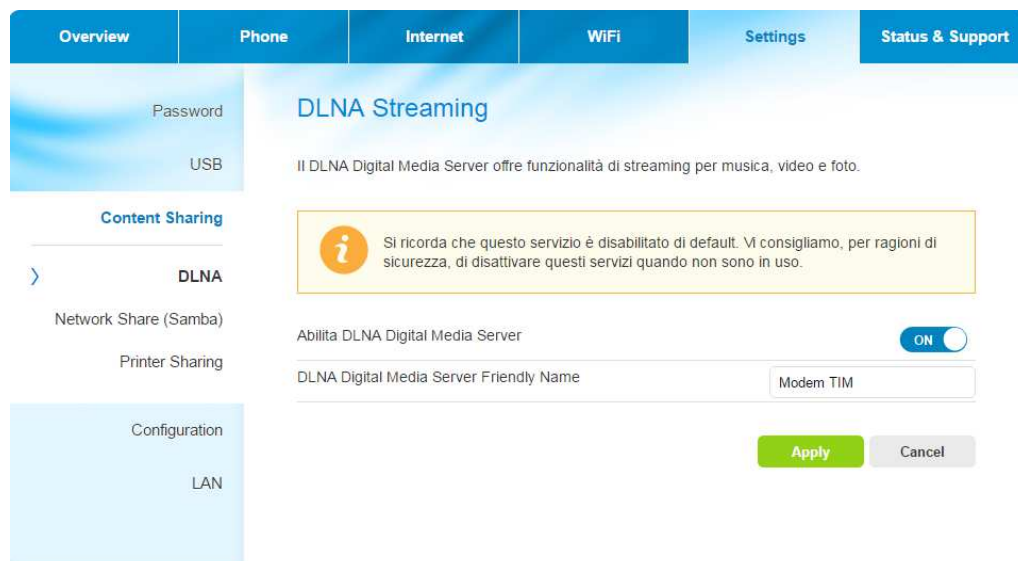 Overview
Phone
Internet
WiFi
Settings
Status & Support
Password
USB
Content Sharing
DLNA
Network Share (Samba)
Printer Sharing
Configuration
LAN
DLNA Streaming
Il DLNA Digital Media Server offre funzionalità di streaming per musica, video e foto.
Si ricorda che questo servizio è disabilitato di default. Vi consigliamo, per ragioni di
sicurezza, di disattivare questi servizi quando non sono in uso.
Abilita DLNA Digital Media Server
ON
DLNA Digital Media Server Friendly Name
Modem TIM
Apply
Cancel